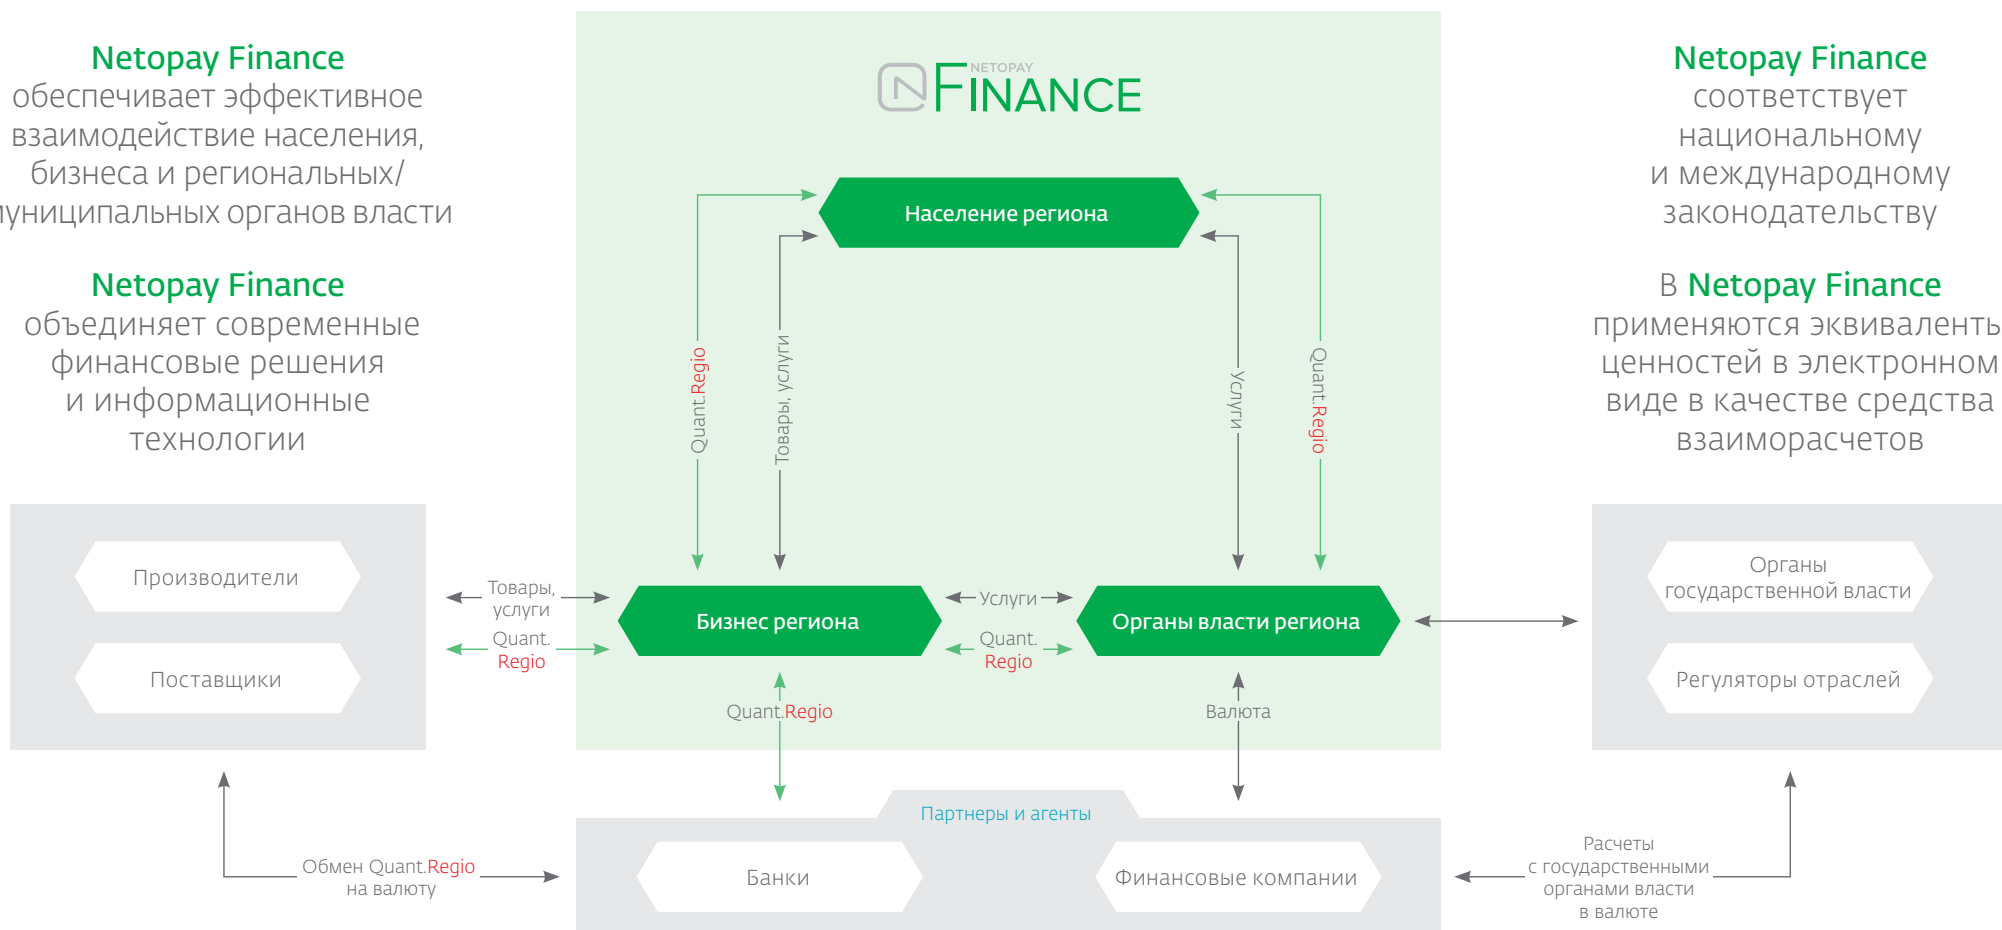 Netopay Finance
обеспечивает эффективное
взаимодействие населения,
бизнеса и региональных/
муниципальных органов власти
Netopay Finance
объединяет современные
финансовые решения
и информационные
технологии
NETOPAY
FINANCE
Netopay Finance
соответствует
национальному
и международному
законодательству
В Netopay Finance
применяются эквиваленты
ценностей в электронном
виде в качестве средства
взаиморасчетов
Население региона
Quant.Regio
Товары, услуги
Услуги
Quant.Regio
Производители
Поставщики
Товары,
услуги
Quant.
Regio
Бизнес региона
Услуги
Quant.
Regio
Органы власти региона
Органы
государственной власти
Регуляторы отраслей
Quant.Regio
Валюта
Партнеры и агенты
Банки
Финансовые компании
Обмен Quant.Regio
на валюту
Расчеты
с государственными
органами власти
в валюте